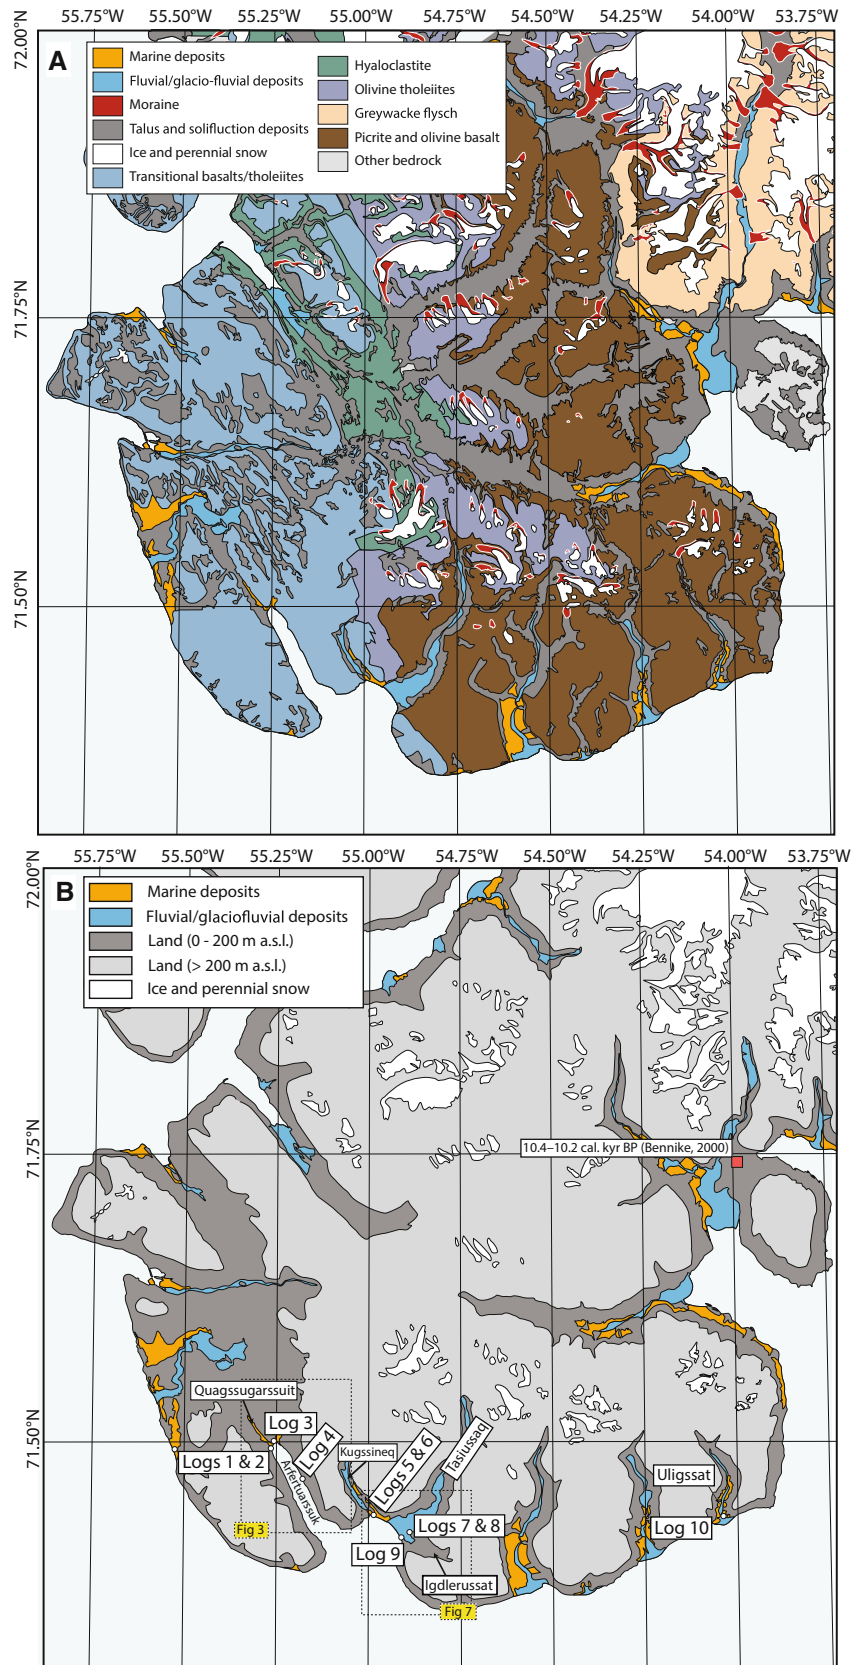 55.75°W 55.50°W 55.25°W 55.00°W 54.75°W 54.50°W 54.25°W 54.00°W 53.75°W
72.00°N
A
Marine deposits
Fluvial/glacio-fluvial deposits
Moraine
Talus and solifluction deposits
Ice and perennial snow
Transitional basalts/tholeiites
Hyaloclastite
Olivine tholeiites
Greywacke flysch
Picrite and olivine basalt
Other bedrock
71.75°N
71.50°N
55.75°W 55.50°W 55.25°W 55.00°W 54.75°W 54.50°W 54.25°W 54.00°W 53.75°W
72.00°N
B
Marine deposits
Fluvial/glaciofluvial deposits
Land (0 - 200 m a.s.l.)
Land (> 200 m a.s.l.)
Ice and perennial snow
10.4–10.2 cal. kyr BP (Bennike, 2000)
71.75°N
71.50°N
Quagssugarssuit
Log 3
Log 4
Logs 1 & 2
Arfertuarssuk
Kugssineq
Logs 5 & 6
Tasiussaq
Uligssat
Logs 7 & 8
Log 10
Fig 3
Log 9
Igdlerussat
Fig 7